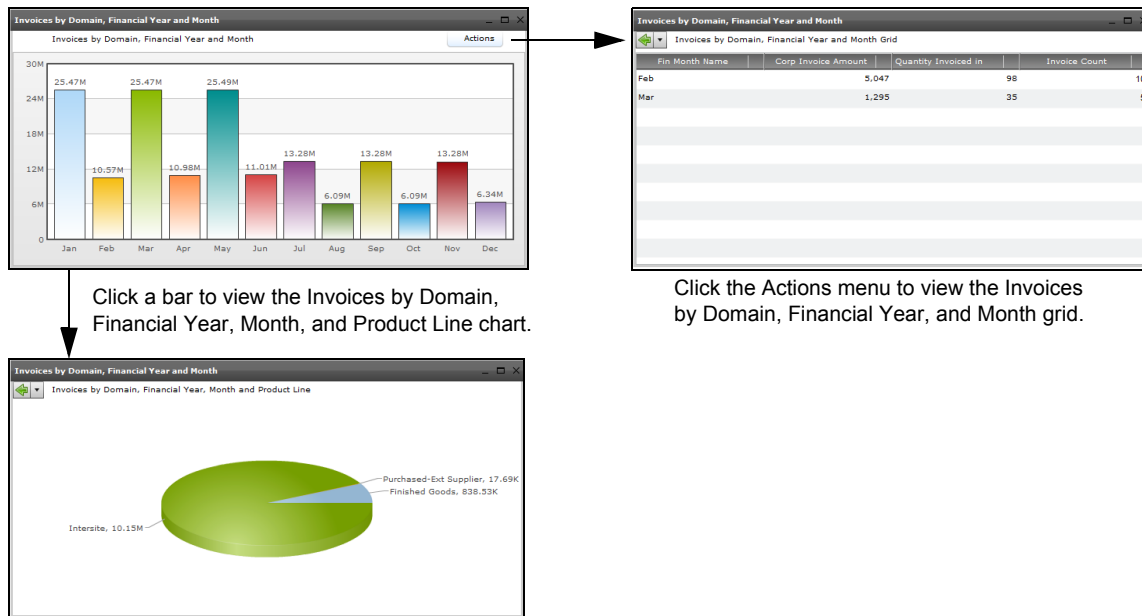 Invoices by Domain, Financial Year and Month
Invoices by Domain, Financial Year and Month
Actions
30M
24M
18M
12M
6M
0
25.47M
10.57M
25.47M
10.98M
25.49M
11.01M
13.28M
6.09M
13.28M
6.09M
13.28M
6.34M
Jan Feb Mar Apr May Jun Jul Aug Sep Oct Nov Dec
Invoices by Domain, Financial Year and Month
Invoices by Domain, Financial Year and Month Grid
Fin Month Name Corp Invoice Amount Quantity Invoiced in Invoice Count
Feb 5,047 98
Mar 1,295 35
Click a bar to view the Invoices by Domain,
Financial Year, Month, and Product Line chart.
Click the Actions menu to view the Invoices
by Domain, Financial Year, and Month grid.
Invoices by Domain, Financial Year and Month
Invoices by Domain, Financial Year, Month and Product Line
Purchased-Ext Supplier, 17.69K
Finished Goods, 838.53K
Intersite, 10.15M